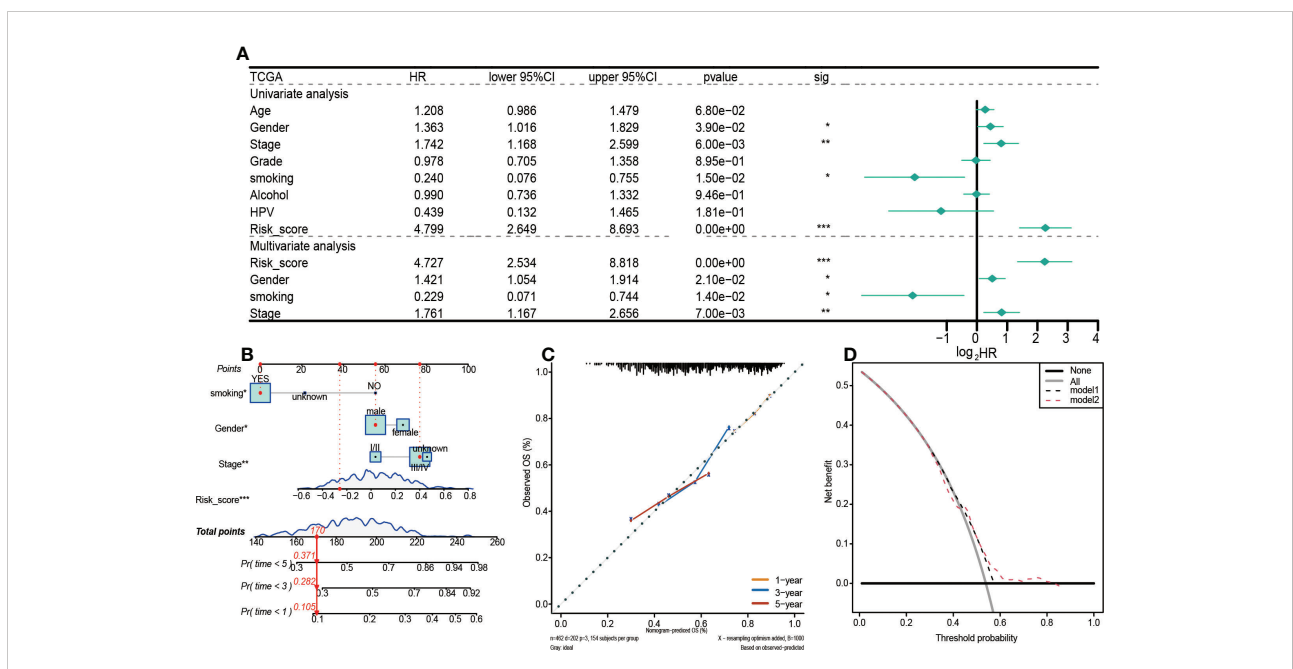 A
TCGA HR lower 95%CI upper 95%CI pvalue sig
Univariate analysis
Age 1.208 0.986 1.479 6.80e−02
Gender 1.363 1.016 1.829 3.90e−02 *
Stage 1.742 1.168 2.599 6.00e−03 **
Grade 0.978 0.705 1.358 8.95e−01
smoking 0.240 0.076 0.755 1.50e−02 *
Alcohol 0.990 0.736 1.332 9.46e−01
HPV 0.439 0.132 1.465 1.81e−01
Risk_score 4.799 2.649 8.693 0.00e+00 ***
Multivariate analysis
Risk_score 4.727 2.534 8.818 0.00e+00 ***
Gender 1.421 1.054 1.914 2.10e−02 *
smoking 0.229 0.071 0.744 1.40e−02 *
Stage 1.761 1.167 2.656 7.00e−03 **
−1 0 1 2 3 4
log2HR
B
Points 0 20 40 60 80 100
YES NO
smoking*
unknown
male
Gender*
female
I/II unknown
Stage**
III/IV
−0.6 −0.4 −0.2 0 0.2 0.4 0.6 0.8
Risk_score***
Total points
170
140 160 180 200 220 240 260
0.371
Pr( time < 5 ) 0.3 0.5 0.7 0.86 0.94 0.98
0.282
Pr( time < 3 ) 0.3 0.5 0.7 0.84 0.92
0.105
Pr( time < 1 ) 0.1 0.2 0.3 0.4 0.5 0.6
C
Observed OS (%)
1.0
0.8
0.6
0.4
0.2
0.0
1-year
3-year
5-year
0.0 0.2 0.4 0.6 0.8 1.0
Nomogram-predicted OS (%)
n=462 d=202 p=3, 154 subjects per group X - resampling optimism added, B=1000
Gray: ideal Based on observed-predicted
D
None
All
model1
model2
Net benefit
0.5
0.4
0.3
0.2
0.1
0.0
0.0 0.2 0.4 0.6 0.8 1.0
Threshold probability